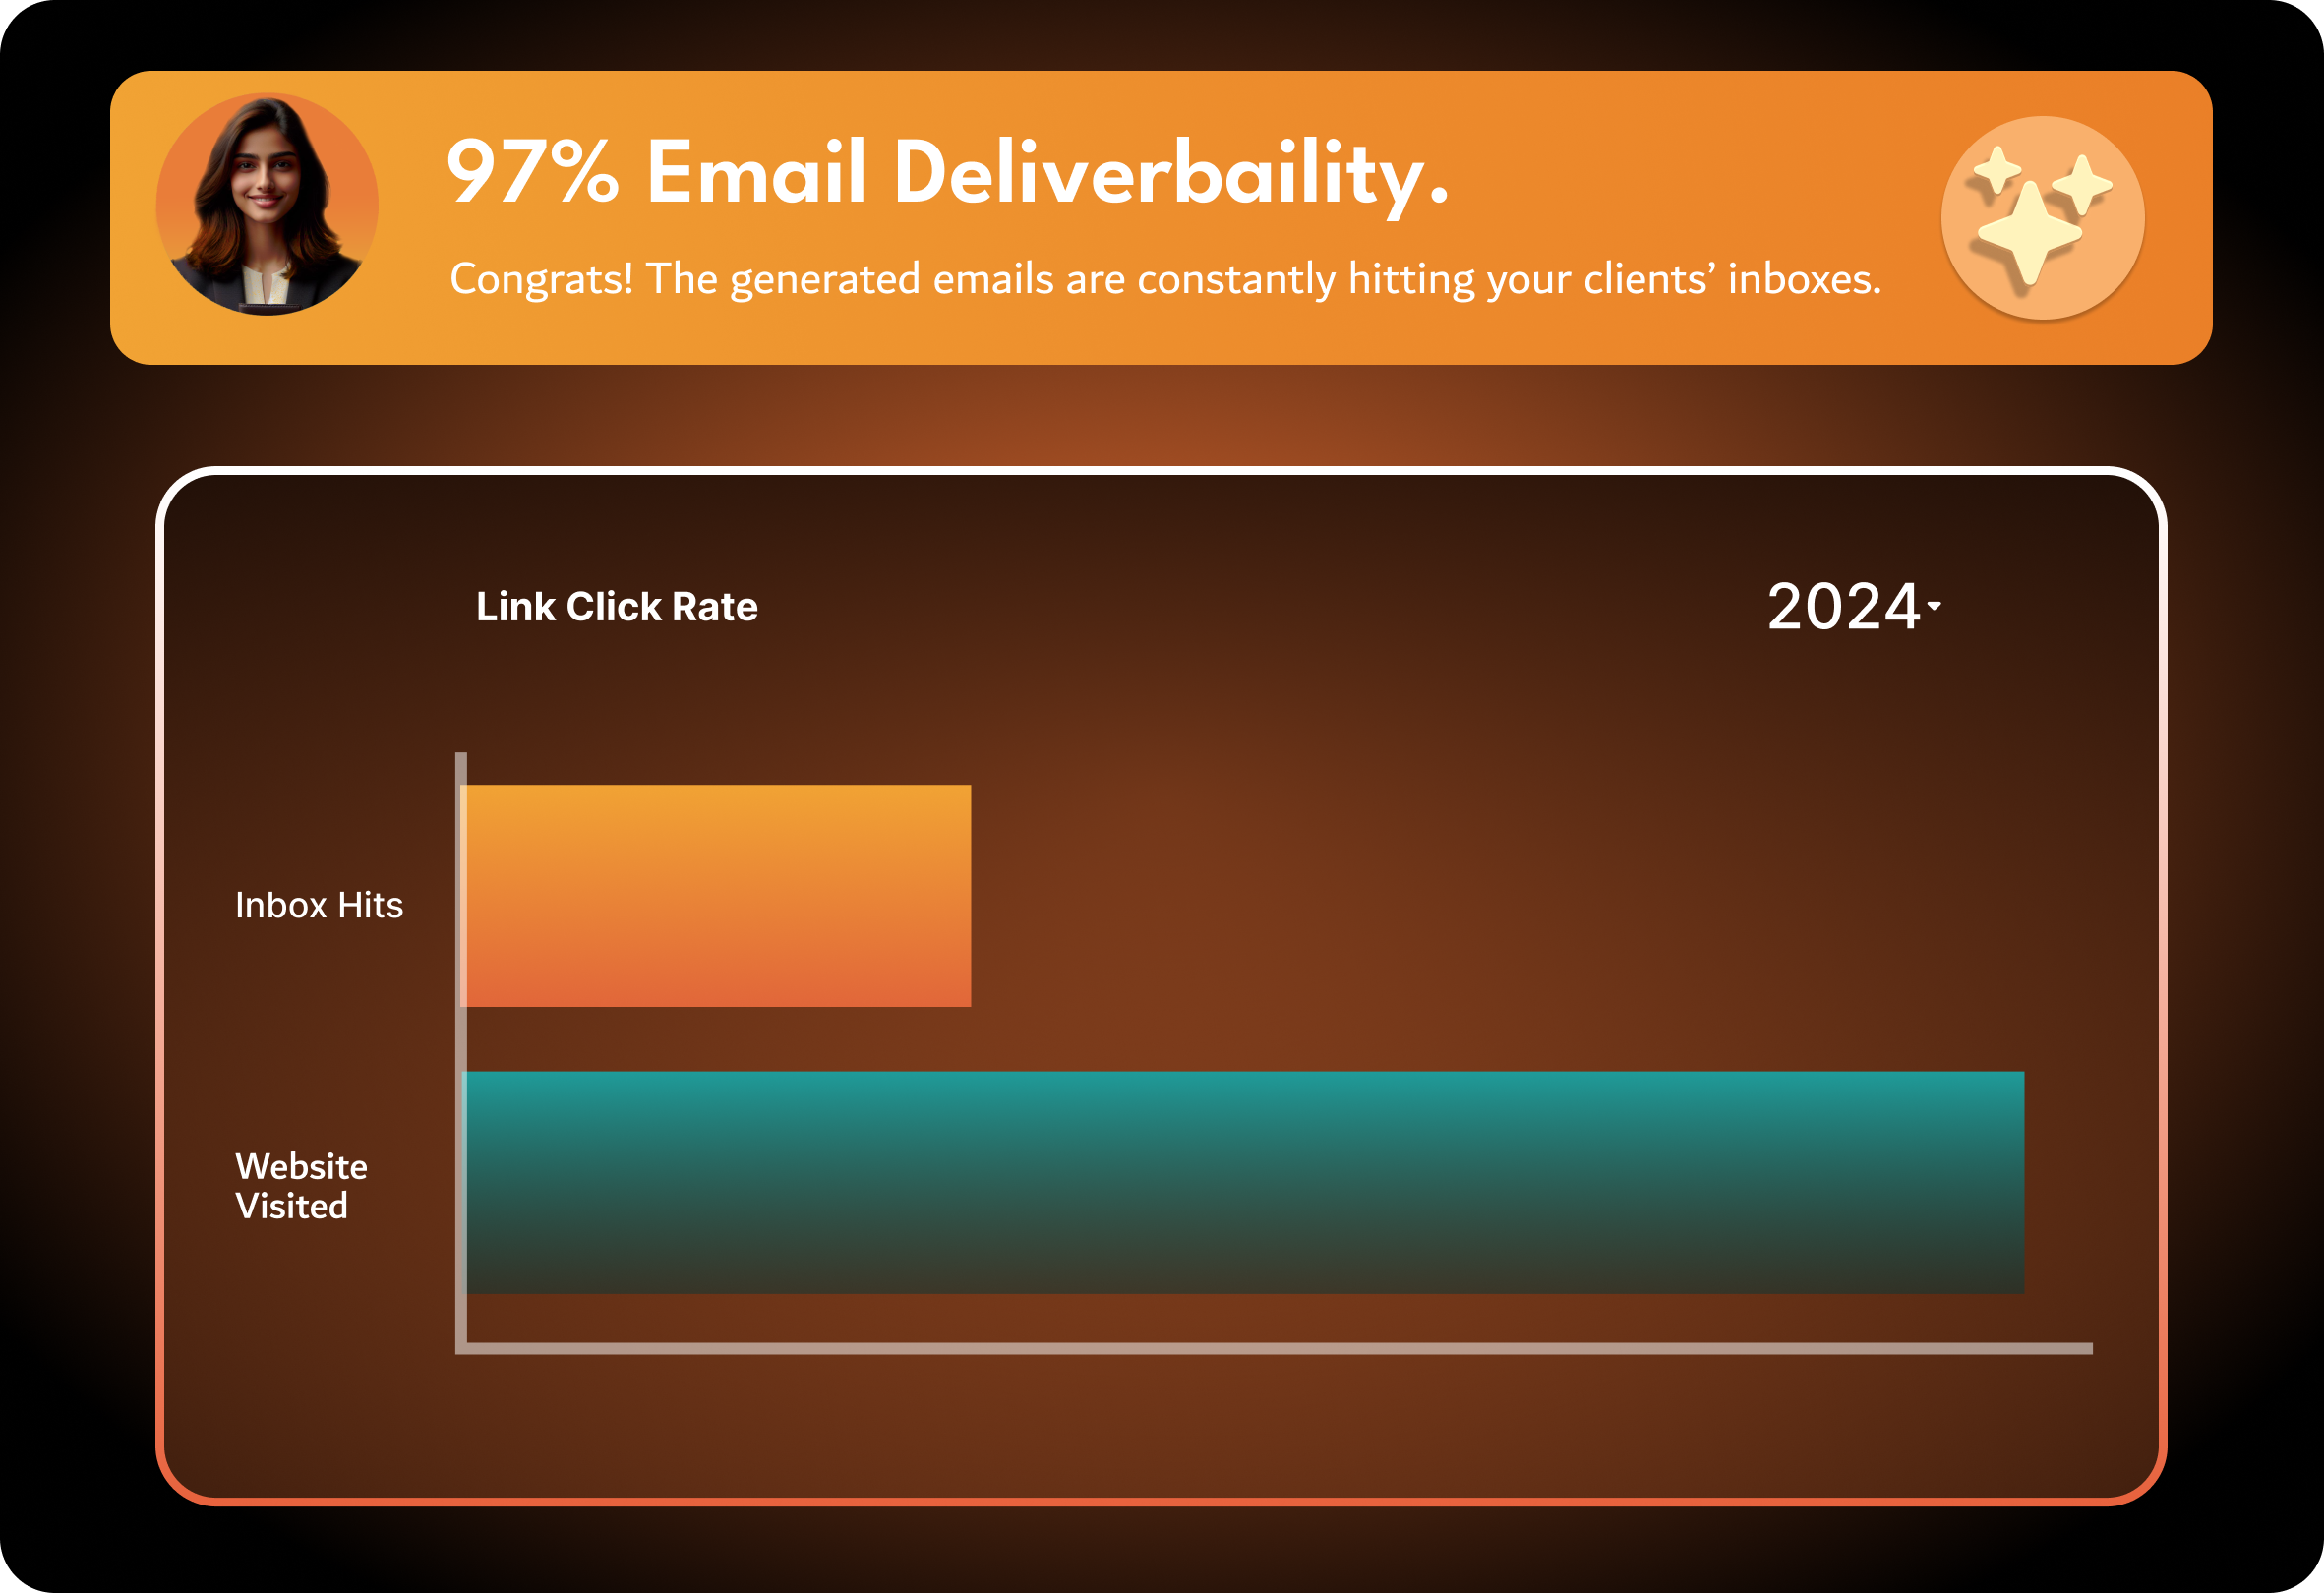 97% Email Deliverbaility.
Congrats! The generated emails are constantly hitting your clients’ inboxes.
Link Click Rate
2024
Inbox Hits
Website
Visited